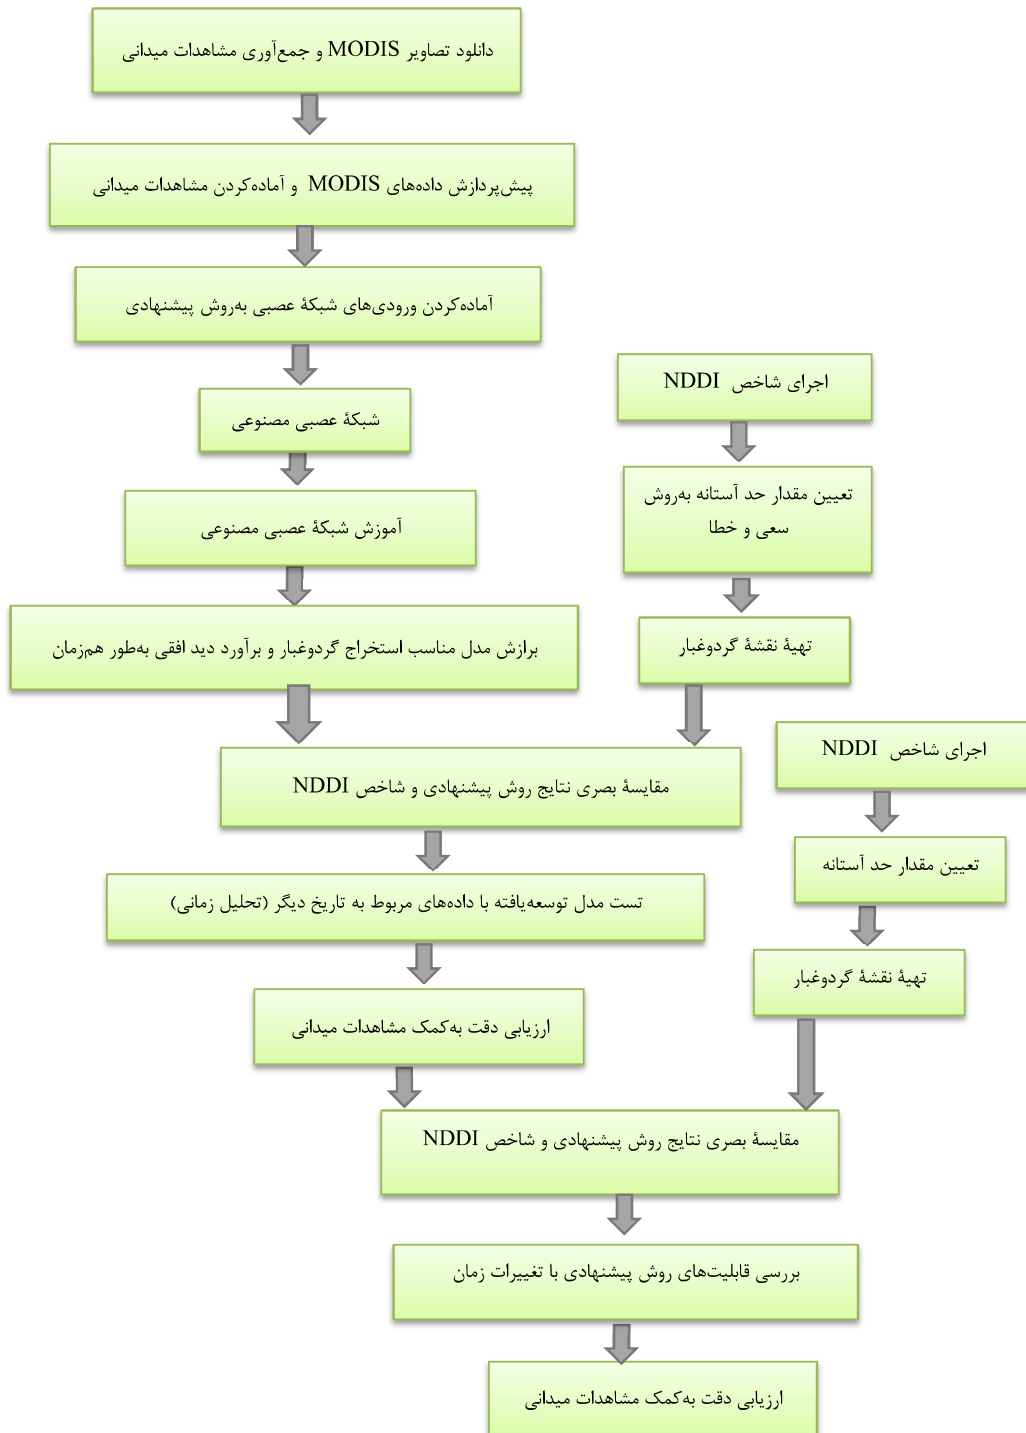 دانلود تصاویر MODIS و جمع‌آوری مشاهدات میدانی
پیش‌پردازش داده‌های MODIS و آماده‌کردن مشاهدات میدانی
آماده‌کردن ورودی‌های شبکهٔ عصبی به‌روش پیشنهادی
شبکهٔ عصبی مصنوعی
آموزش شبکهٔ عصبی مصنوعی
برازش مدل مناسب استخراج گردوغبار و برآورد دید افقی به‌طور هم‌زمان
اجرای شاخص NDDI
تعیین مقدار حد آستانه به‌روش
سعی و خطا
تهیهٔ نقشهٔ گردوغبار
مقایسهٔ بصری نتایج روش پیشنهادی و شاخص NDDI
تست مدل توسعه‌یافته با داده‌های مربوط به تاریخ دیگر (تحلیل زمانی)
ارزیابی دقت به‌کمک مشاهدات میدانی
اجرای شاخص NDDI
تعیین مقدار حد آستانه
تهیهٔ نقشهٔ گردوغبار
مقایسهٔ بصری نتایج روش پیشنهادی و شاخص NDDI
بررسی قابلیت‌های روش پیشنهادی با تغییرات زمان
ارزیابی دقت به‌کمک مشاهدات میدانی